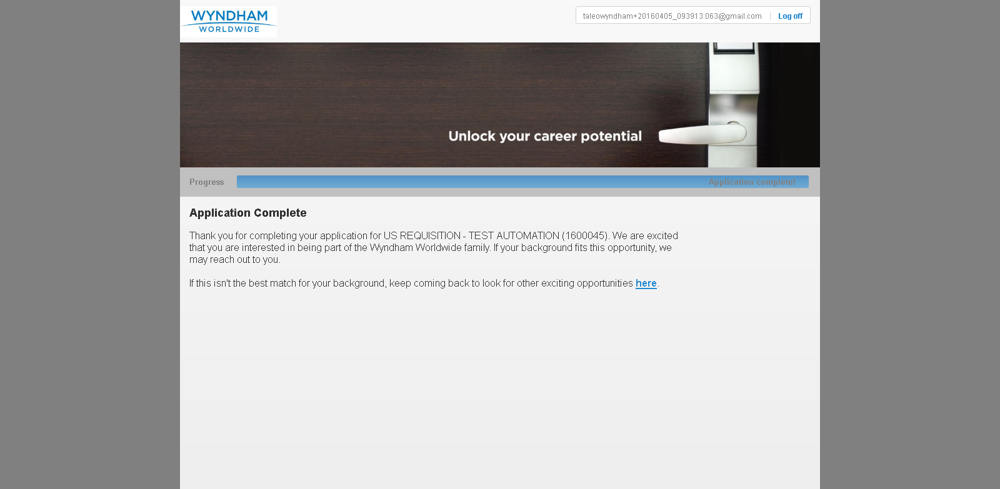 WYNDHAM
WORLDWIDE
taleowyndham+20160405_093913.063@gmail.com Log off
Unlock your career potential
Progress Application complete!
Application Complete
Thank you for completing your application for US REQUISITION - TEST AUTOMATION (1600045). We are excited
that you are interested in being part of the Wyndham Worldwide family. If your background fits this opportunity, we
may reach out to you.
If this isn't the best match for your background, keep coming back to look for other exciting opportunities here.